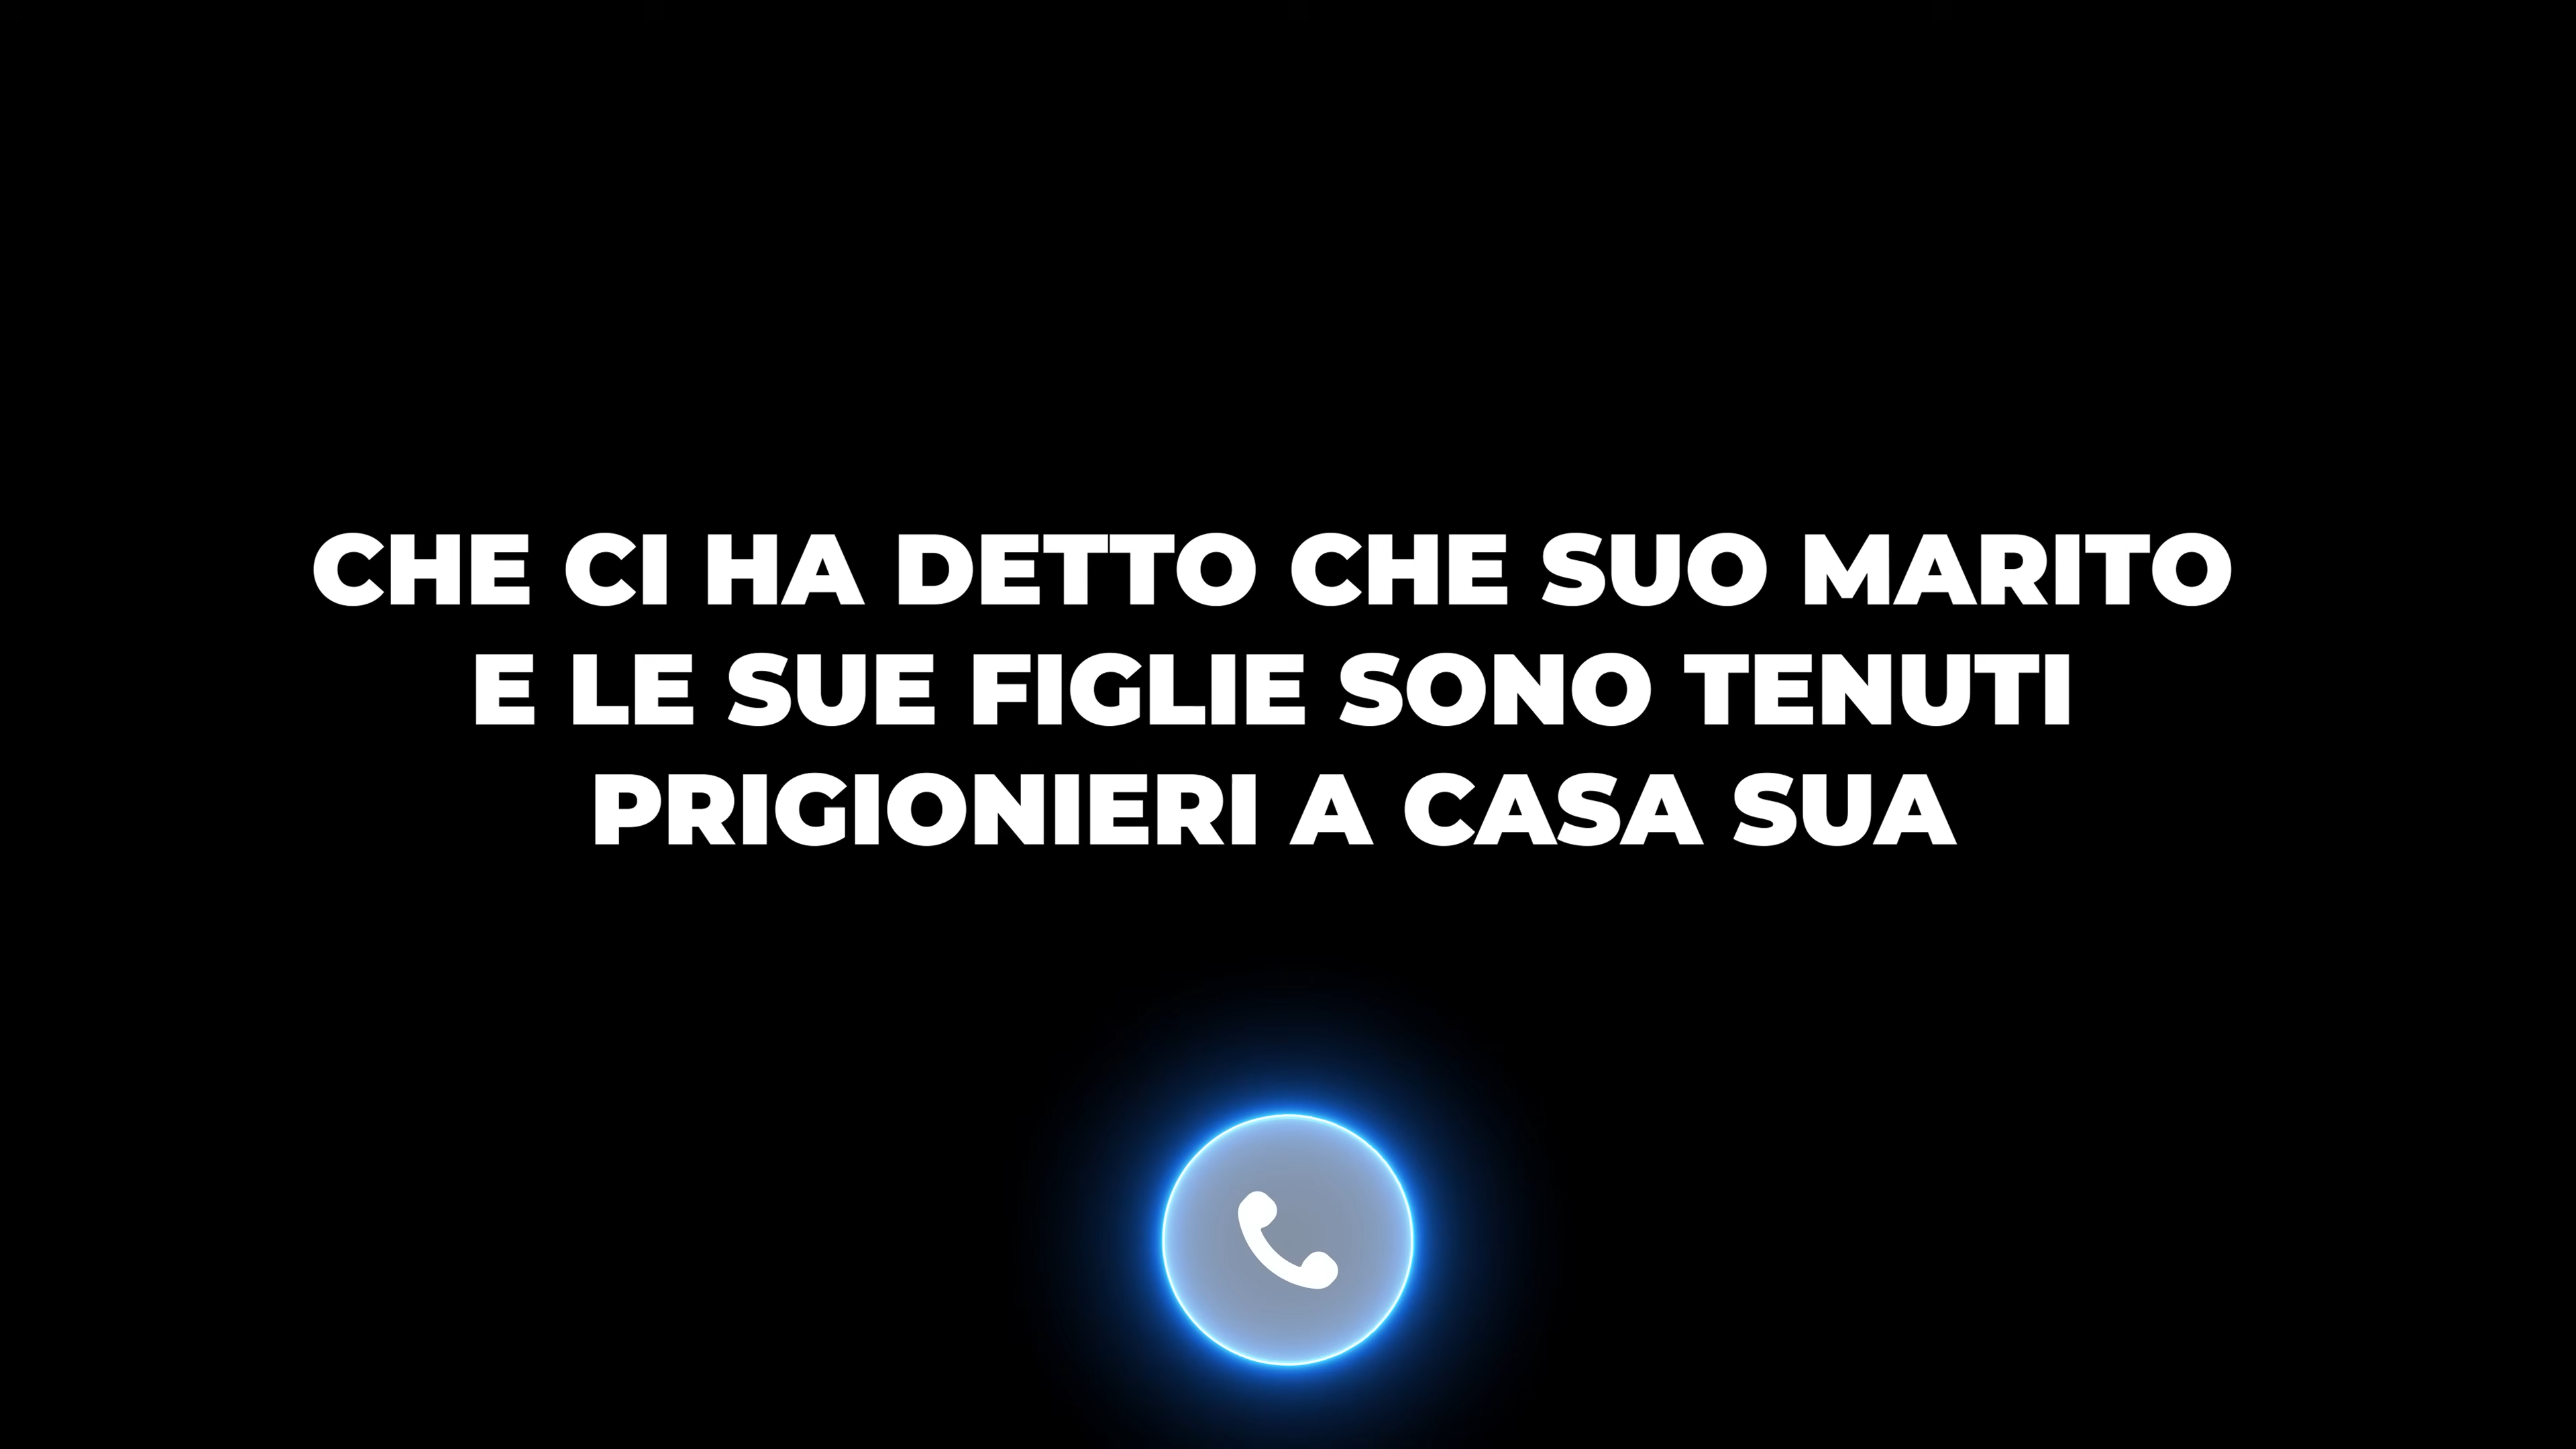 CHE CI HA DETTO CHE SUO MARITO
E LE SUE FIGLIE SONO TENUTI
PRIGIONIERI A CASA SUA